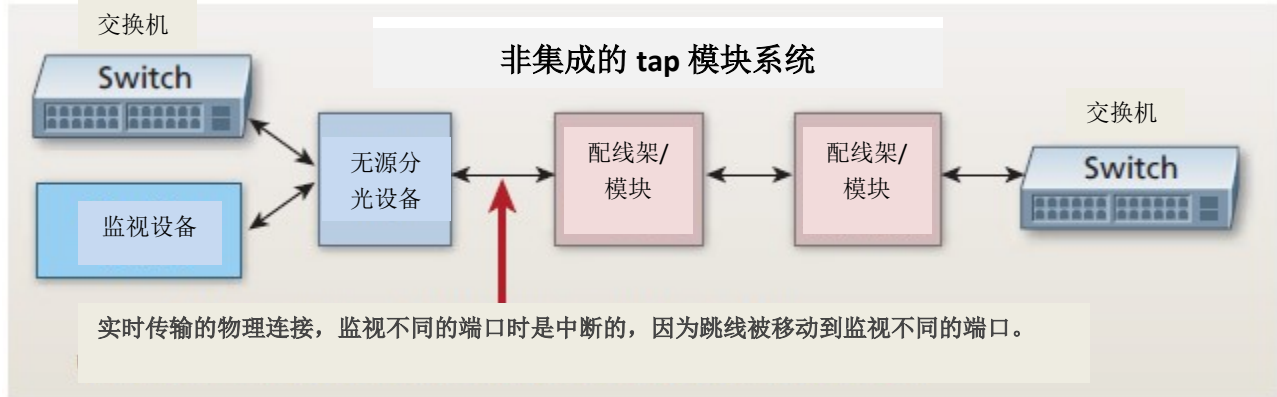 交换机
Switch
非集成的 tap 模块系统
交换机
Switch
无源分
光设备
配线架/
模块
配线架/
模块
监视设备
实时传输的物理连接，监视不同的端口时是中断的，因为跳线被移动到监视不同的端口。